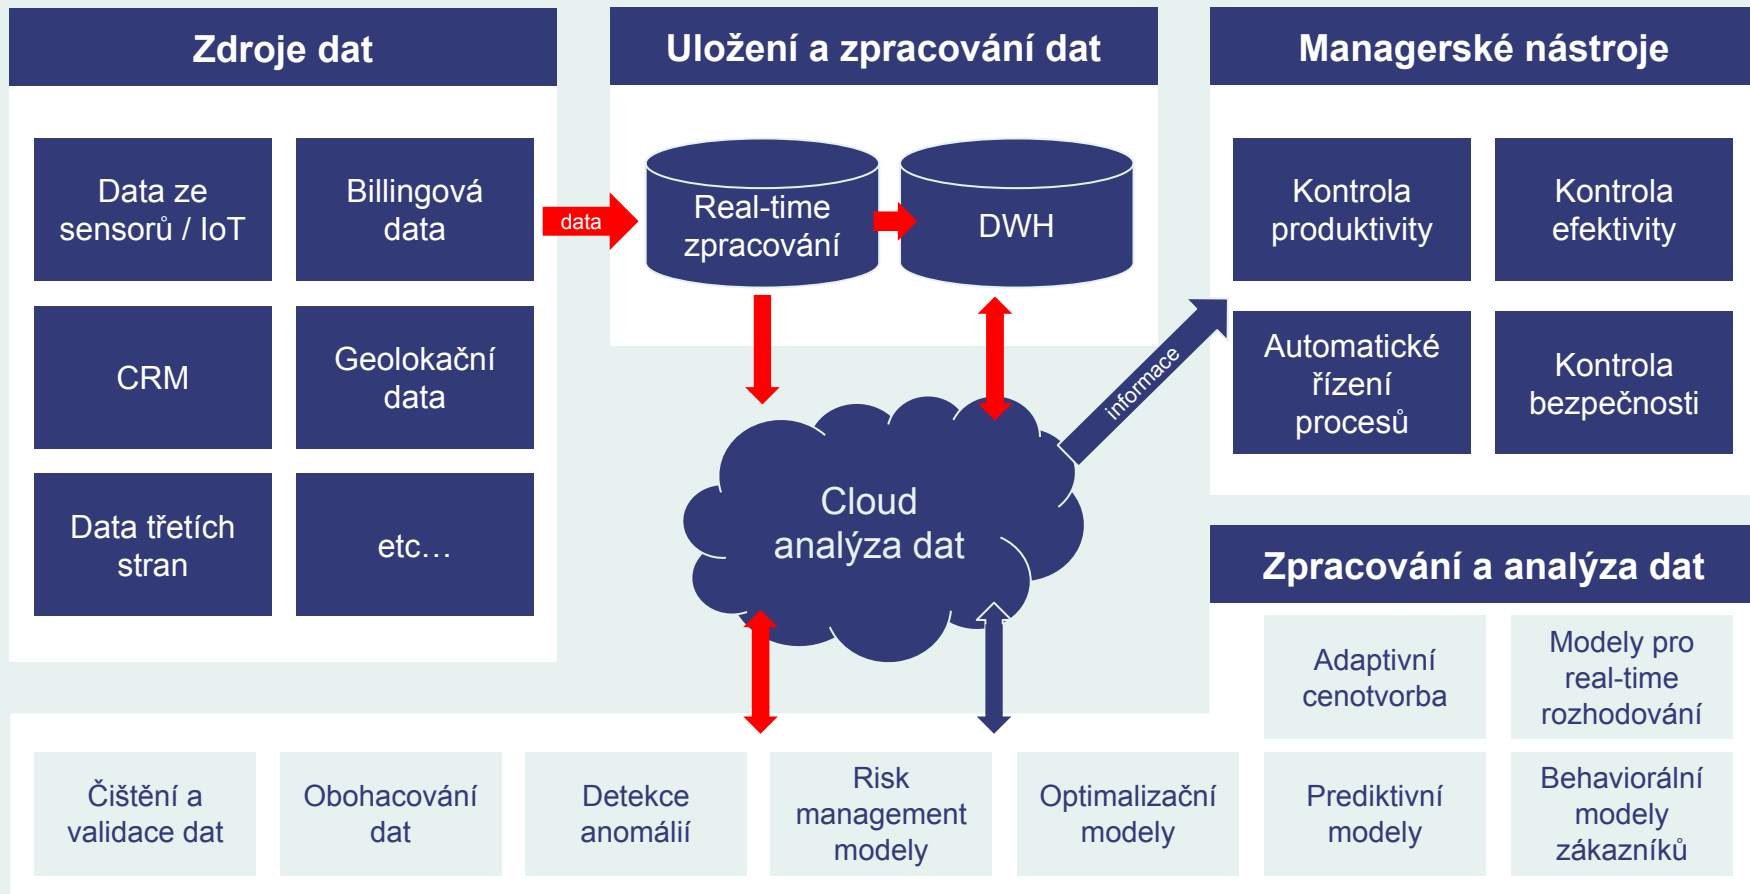 Zdroje dat
Data ze
sensorů / IoT
Billingová
data
CRM
Geolokační
data
Data třetích
stran
etc…
data
Uložení a zpracování dat
Real-time
zpracování
DWH
Cloud
analýza dat
informace
Managerské nástroje
Kontrola
produktivity
Kontrola
efektivity
Automatické
řízení
procesů
Kontrola
bezpečnosti
Zpracování a analýza dat
Adaptivní
cenotvorba
Modely pro
real-time
rozhodování
Čištění a
validace dat
Obohacování
dat
Detekce
anomálií
Risk
management
modely
Optimalizační
modely
Prediktivní
modely
Behaviorální
modely
zákazníků